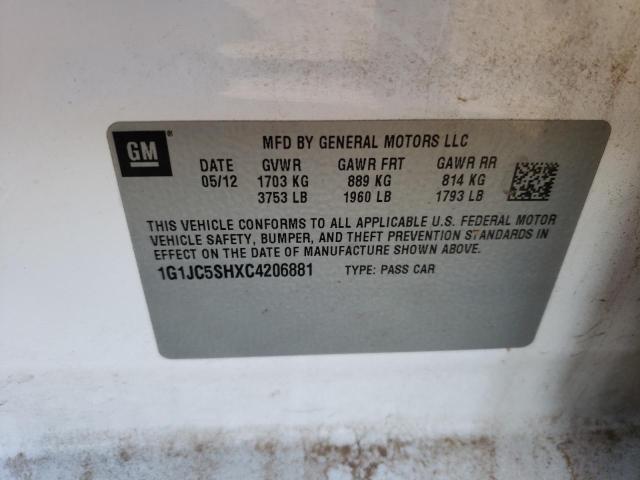 GM®
MFD BY GENERAL MOTORS LLC
DATE GVWR GAWR FRT GAWR RR
05/12 1703 KG 889 KG 814 KG
3753 LB 1960 LB 1793 LB
THIS VEHICLE CONFORMS TO ALL APPLICABLE U.S. FEDERAL MOTOR
VEHICLE SAFETY, BUMPER, AND THEFT PREVENTION STANDARDS IN
EFFECT ON THE DATE OF MANUFACTURE SHOWN ABOVE.
1G1JC5SHXC4206881 TYPE: PASS CAR